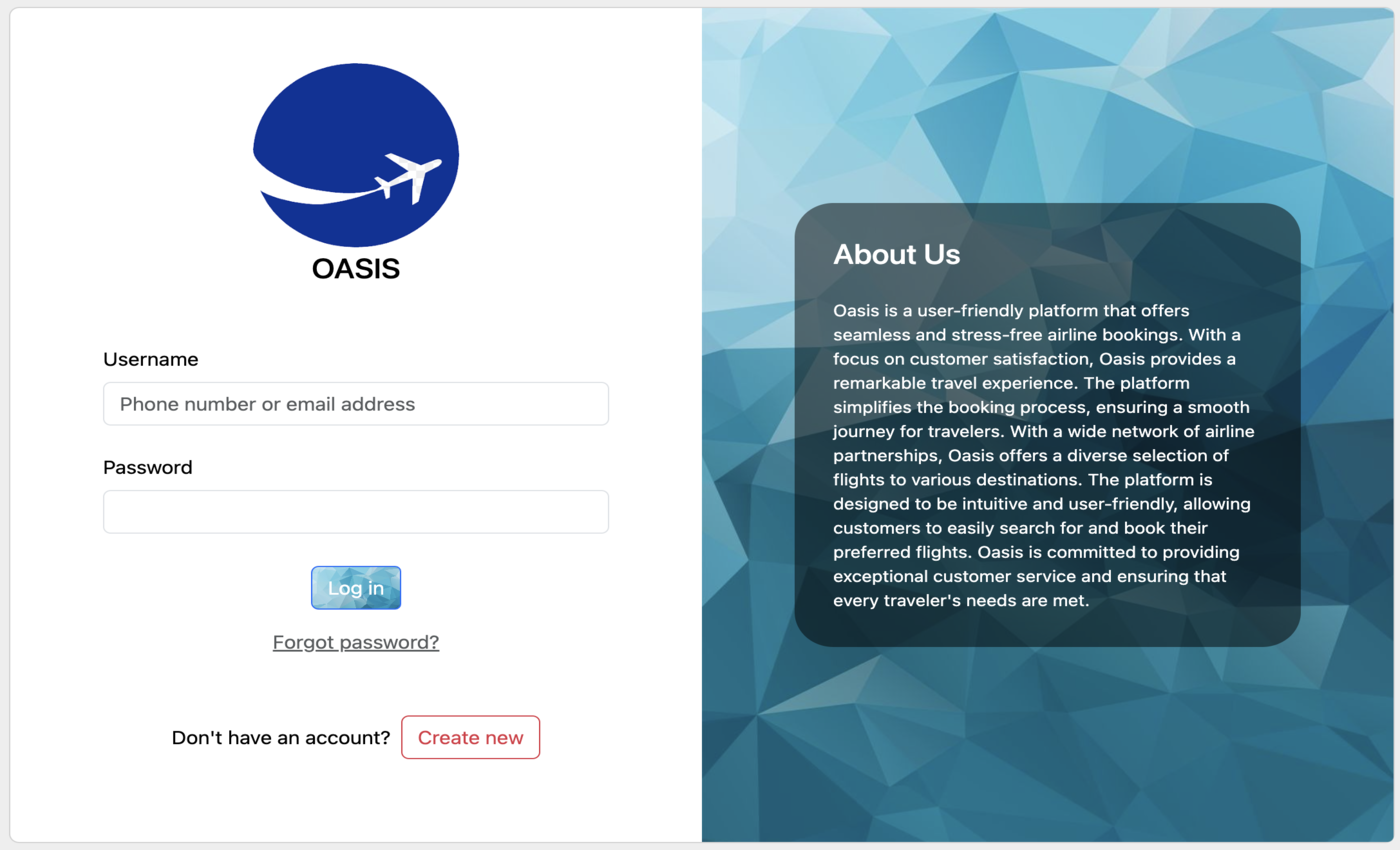 OASIS
Username
Phone number or email address
Password
Log in
Forgot password?
Don't have an account? Create new
About Us
Oasis is a user-friendly platform that offers
seamless and stress-free airline bookings. With a
focus on customer satisfaction, Oasis provides a
remarkable travel experience. The platform
simplifies the booking process, ensuring a smooth
journey for travelers. With a wide network of airline
partnerships, Oasis offers a diverse selection of
flights to various destinations. The platform is
designed to be intuitive and user-friendly, allowing
customers to easily search for and book their
preferred flights. Oasis is committed to providing
exceptional customer service and ensuring that
every traveler's needs are met.